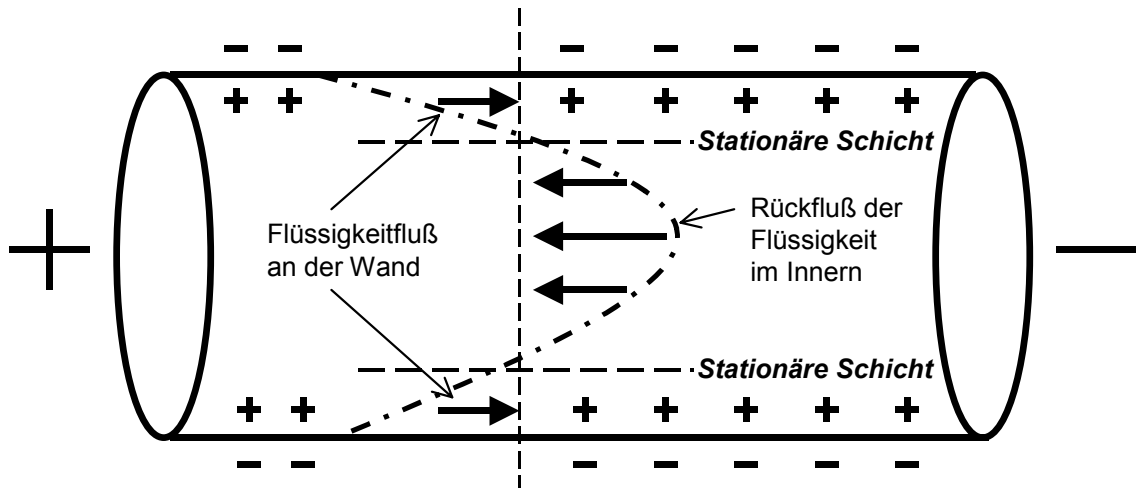 Stationäre Schicht
Flüssigkeitfluß
an der Wand
Rückfluß der
Flüssigkeit
im Innern
Stationäre Schicht